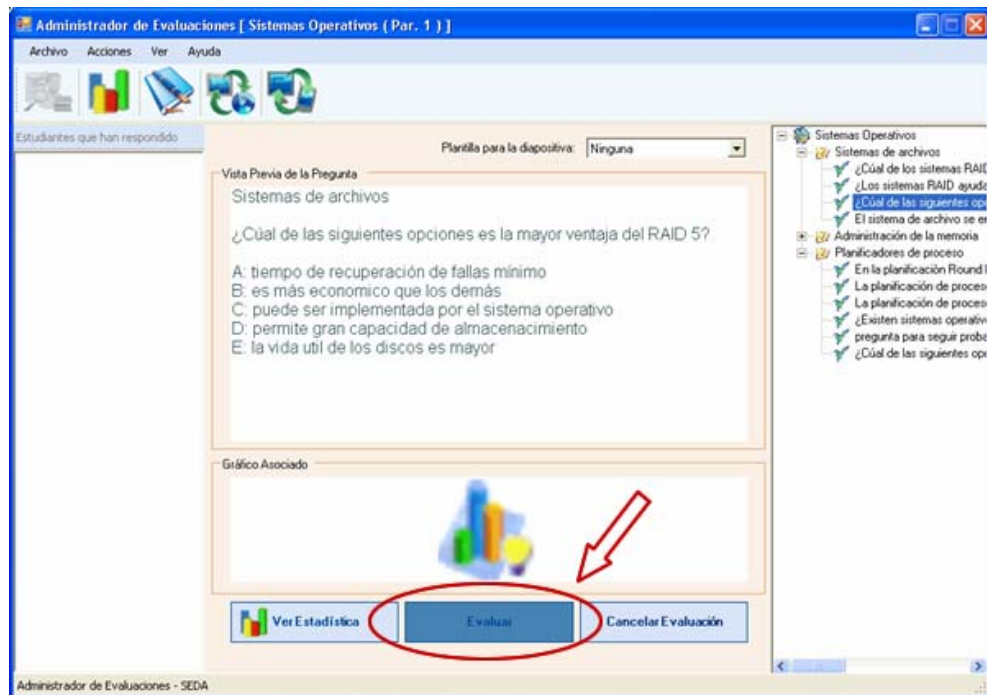 Administrador de Evaluaciones [ Sistemas Operativos ( Par. 1 ) ]
Archivo Acciones Ver Ayuda
Estudiantes que han respondido
Plantilla para la diapositiva: Ninguna
Vista Previa de la Pregunta
Sistemas de archivos
¿Cúal de las siguientes opciones es la mayor ventaja del RAID 5?
A: tiempo de recuperación de fallas mínimo
B: es más economico que los demás
C: puede ser implementada por el sistema operativo
D: permite gran capacidad de almacenacimiento
E: la vida util de los discos es mayor
Gráfico Asociado
Ver Estadística
Evaluar
Cancelar Evaluación
Sistemas Operativos
Sistemas de archivos
¿Cúal de los sistemas RAID
¿Los sistemas RAID ayuda
¿Cúal de las siguientes opc
El sistema de archivo se en
Administración de la memoria
Planificadores de proceso
En la planificación Round
La planificación de proces
La planificación de proces
¿Existen sistemas operativ
pregunta para seguir proba
¿Cúal de las siguientes opc
Administrador de Evaluaciones - SEDA